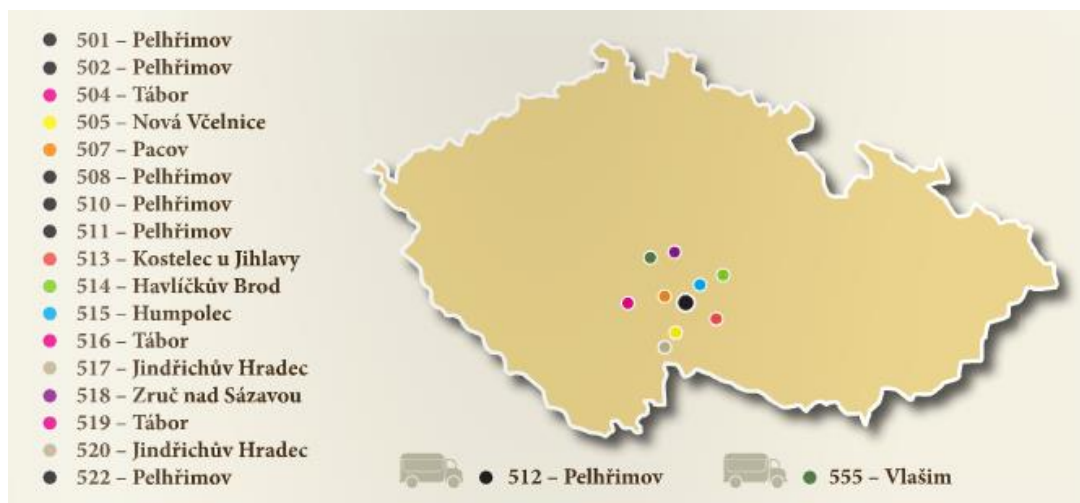 501 – Pelhřimov
502 – Pelhřimov
504 – Tábor
505 – Nová Včelnice
507 – Pacov
508 – Pelhřimov
510 – Pelhřimov
511 – Pelhřimov
513 – Kostelec u Jihlavy
514 – Havlíčkův Brod
515 – Humpolec
516 – Tábor
517 – Jindřichův Hradec
518 – Zruč nad Sázavou
519 – Tábor
520 – Jindřichův Hradec
522 – Pelhřimov
512 – Pelhřimov
555 – Vlašim